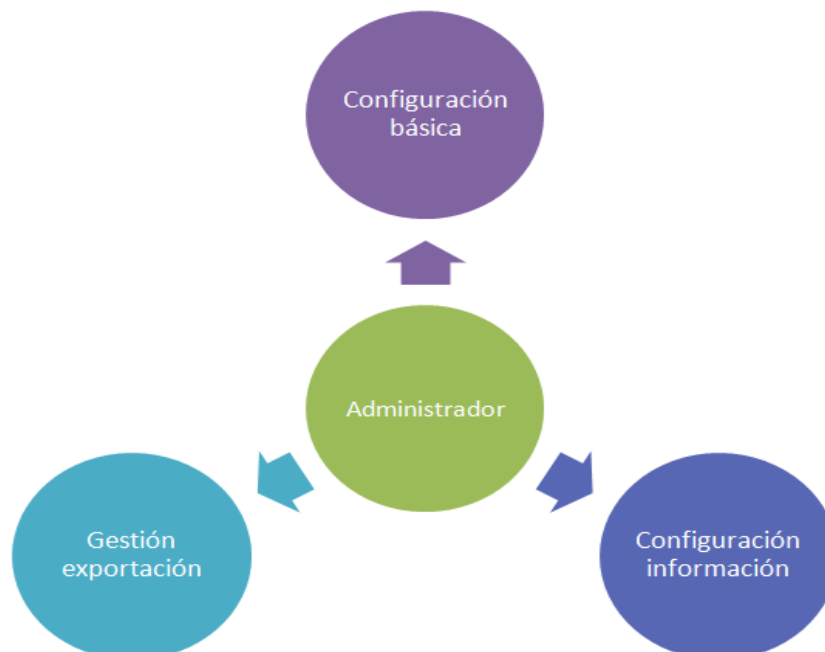 Configuración
básica
Administrador
Gestión
exportación
Configuración
información